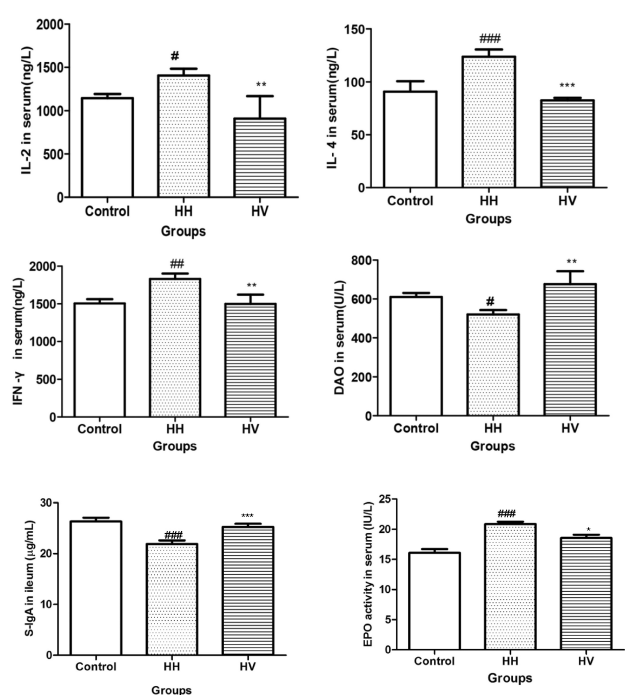 IL-2 in serum(ng/L)
2000
1500
1000
500
0
#
**
Control HH HV
Groups
IL- 4 in serum(ng/L)
150
100
50
0
###
***
Control HH HV
Groups
IFN -γ in serum(ng/L)
2000
1500
1000
500
0
##
**
Control HH HV
Groups
DAO in serum(U/L)
800
600
400
200
0
#
**
Control HH HV
Groups
S-IgA in ileum (μg/mL)
30
20
10
0
###
***
Control HH HV
Groups
EPO activity in serum (IU/L)
25
20
15
10
5
0
###
*
Control HH HV
Groups